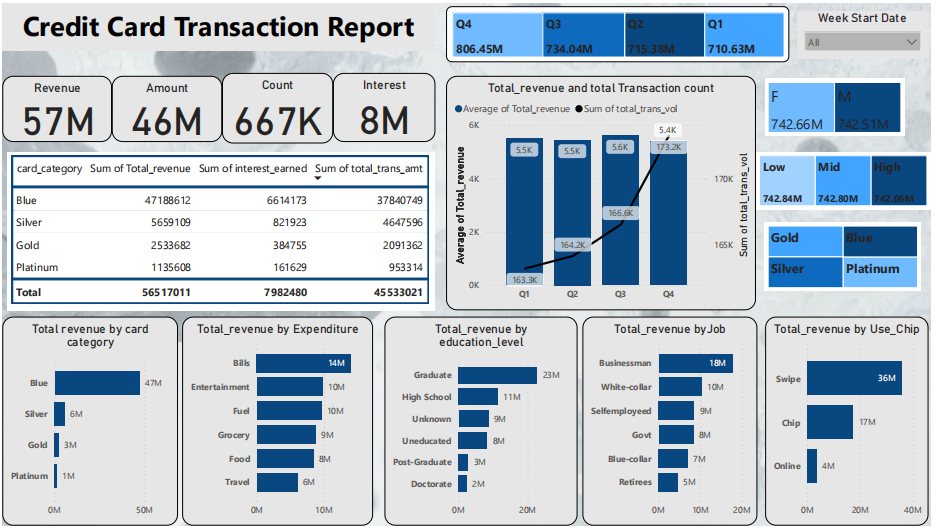 Credit Card Transaction Report
Q4 Q3 Q2 Q1
806.45M 734.04M 715.38M 710.63M
Week Start Date
All
Revenue Amount Count Interest
57M 46M 667K 8M
card_category Sum of Total_revenue Sum of interest_earned Sum of total_trans_amt
Blue 47188612 6614173 37840749
Silver 5659109 821923 4647596
Gold 2533682 384755 2091362
Platinum 1135608 161629 953314
Total 56517011 7982480 45533021
Total_revenue and total Transaction count
Average of Total_revenue Sum of total_trans_vol
Average of Total_revenue
6K
4K
2K
0K
5.5K 5.5K 5.6K 5.4K
163.3K 164.2K 166.6K 173.2K
Q1 Q2 Q3 Q4
170K
165K
Sum of total_trans_vol
F M
742.66M 742.51M
Low Mid High
742.84M 742.80M 742.06M
Gold Blue
Silver Platinum
Total revenue by card
category
Blue 47M
Silver 6M
Gold 3M
Platinum 1M
0M 50M
Total_revenue by Expenditure
Bills 14M
Entertainment 10M
Fuel 10M
Grocery 9M
Food 8M
Travel 6M
0M 10M
Total_revenue by
education_level
Graduate 23M
High School 11M
Unknown 9M
Uneducated 8M
Post-Graduate 3M
Doctorate 2M
0M 20M
Total_revenue byJob
Businessman 18M
White-collar 10M
Selfemployeed 9M
Govt 8M
Blue-collar 7M
Retirees 5M
0M 10M
Total_revenue by Use_Chip
Swipe 36M
Chip 17M
Online 4M
0M 20M 40M